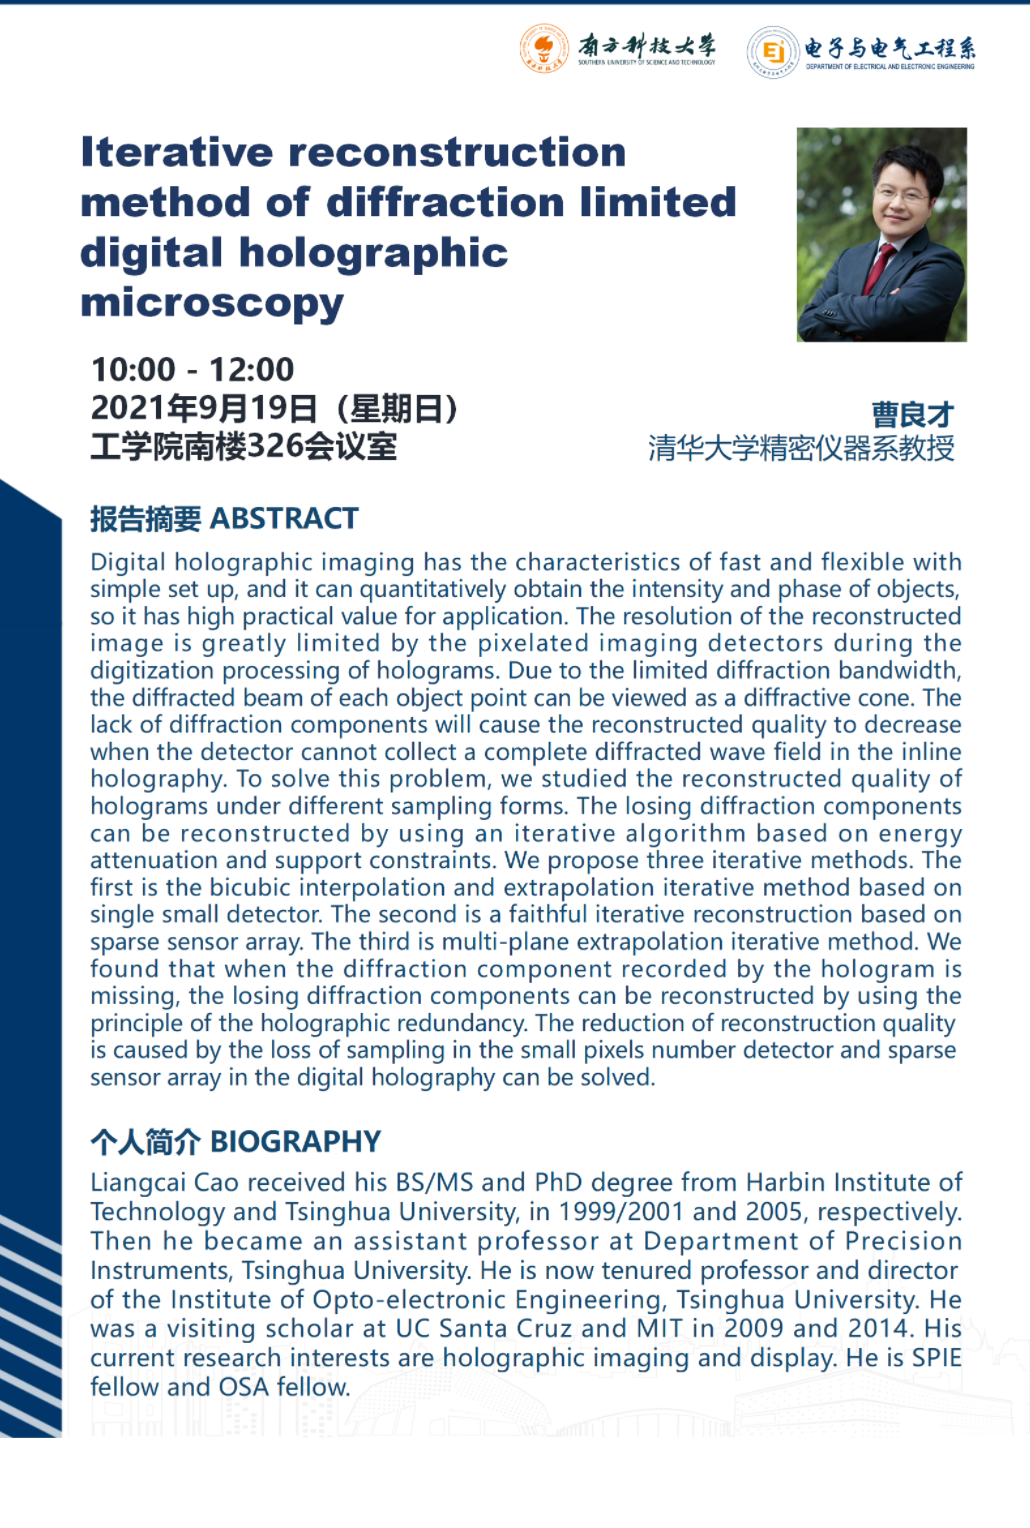 南方科技大学
SOUTHERN UNIVERSITY OF SCIENCE AND TECHNOLOGY
电子与电气工程系
DEPARTMENT OF ELECTRICAL AND ELECTRONIC ENGINEERING
Iterative reconstruction
method of diffraction limited
digital holographic
microscopy
10:00 - 12:00
2021年9月19日（星期日）
工学院南楼326会议室
曹良才
清华大学精密仪器系教授
报告摘要 ABSTRACT
Digital holographic imaging has the characteristics of fast and flexible with
simple set up, and it can quantitatively obtain the intensity and phase of objects,
so it has high practical value for application. The resolution of the reconstructed
image is greatly limited by the pixelated imaging detectors during the
digitization processing of holograms. Due to the limited diffraction bandwidth,
the diffracted beam of each object point can be viewed as a diffractive cone. The
lack of diffraction components will cause the reconstructed quality to decrease
when the detector cannot collect a complete diffracted wave field in the inline
holography. To solve this problem, we studied the reconstructed quality of
holograms under different sampling forms. The losing diffraction components
can be reconstructed by using an iterative algorithm based on energy
attenuation and support constraints. We propose three iterative methods. The
first is the bicubic interpolation and extrapolation iterative method based on
single small detector. The second is a faithful iterative reconstruction based on
sparse sensor array. The third is multi-plane extrapolation iterative method. We
found that when the diffraction component recorded by the hologram is
missing, the losing diffraction components can be reconstructed by using the
principle of the holographic redundancy. The reduction of reconstruction quality
is caused by the loss of sampling in the small pixels number detector and sparse
sensor array in the digital holography can be solved.
个人简介 BIOGRAPHY
Liangcai Cao received his BS/MS and PhD degree from Harbin Institute of
Technology and Tsinghua University, in 1999/2001 and 2005, respectively.
Then he became an assistant professor at Department of Precision
Instruments, Tsinghua University. He is now tenured professor and director
of the Institute of Opto-electronic Engineering, Tsinghua University. He
was a visiting scholar at UC Santa Cruz and MIT in 2009 and 2014. His
current research interests are holographic imaging and display. He is SPIE
fellow and OSA fellow.